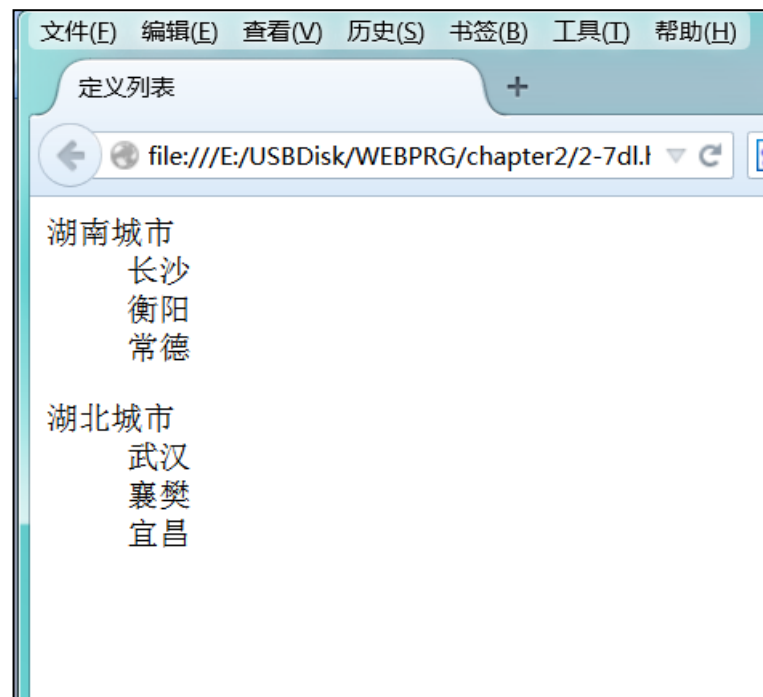 文件(F) 编辑(E) 查看(V) 历史(S) 书签(B) 工具(T) 帮助(H)
定义列表 +
file:///E:/USBDisk/WEBPRG/chapter2/2-7dl.
湖南城市
长沙
衡阳
常德
湖北城市
武汉
襄樊
宜昌